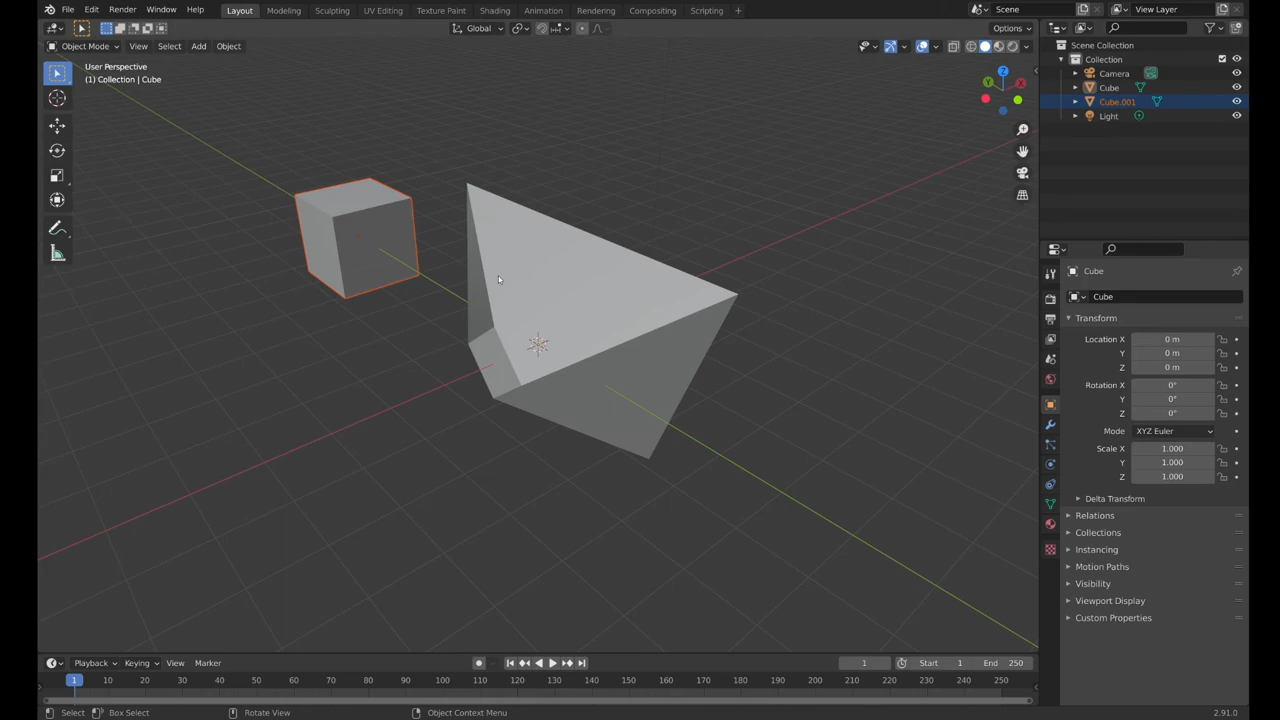 File Edit Render Window Help Layout Modeling Sculpting UV Editing Texture Paint Shading Animation Rendering Compositing Scripting + Scene View Layer
Global Options
Object Mode View Select Add Object
User Perspective
(1) Collection | Cube
Z
Y
X
Scene Collection
Collection
Camera
Cube
Cube.001
Light
Cube
Cube
Transform
Location X 0 m
Y 0 m
Z 0 m
Rotation X 0°
Y 0°
Z 0°
Mode XYZ Euler
Scale X 1.000
Y 1.000
Z 1.000
Delta Transform
Relations
Collections
Instancing
Motion Paths
Visibility
Viewport Display
Custom Properties
Playback Keying View Marker 1 Start 1 End 250
1 10 20 30 40 50 60 70 80 90 100 110 120 130 140 150 160 170 180 190 200 210 220 230 240 250
Select Box Select Rotate View Object Context Menu 2.91.0